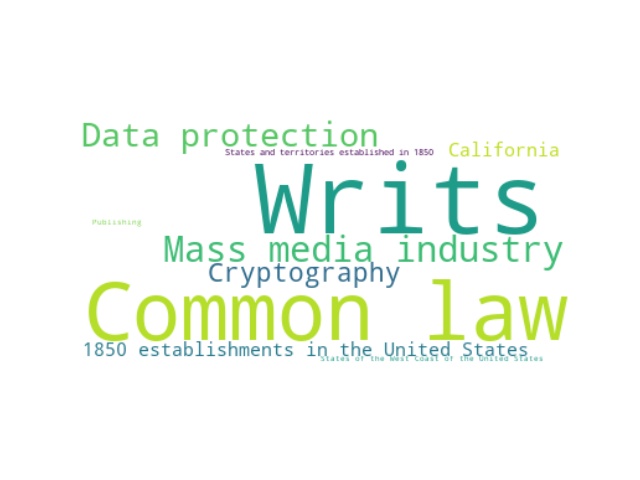 Data protection
States and territories established in 1850
California
Writs
Publishing
Mass media industry
Cryptography
Common law
1850 establishments in the United States
States of the West Coast of the United States